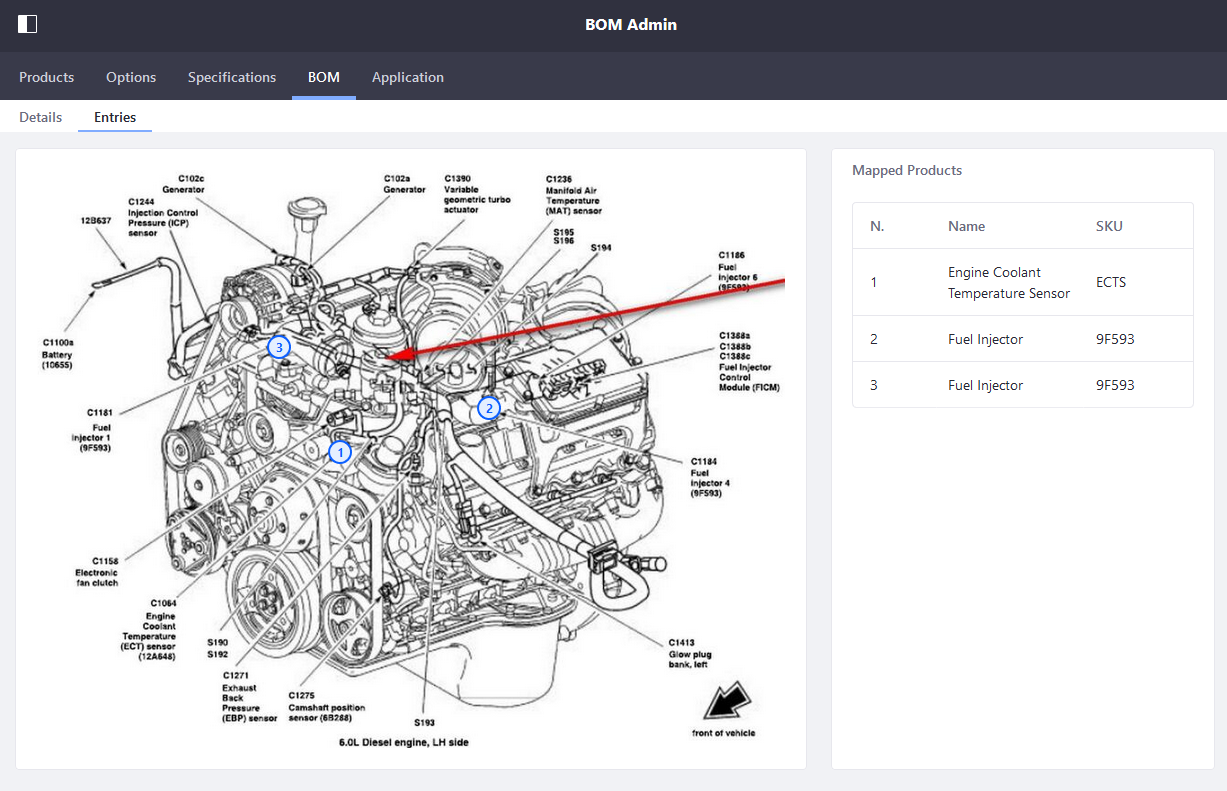 BOM Admin
Products
Options
Specifications
BOM
Application
Details
Entries
C102c
Generator
C1244
Injection Control
Pressure (ICP)
sensor
12B637
C102a
Generator
C1390
Variable
geometric turbo
actuator
C1236
Manifold Air
Temperature
(MAT) sensor
S195
S196
S194
C1186
Fuel
injector 6
(9F593)
C1100a
Battery
(10655)
3
C1388a
C1388b
C1388c
Fuel Injector
Control
Module (FICM)
2
C1181
Fuel
injector 1
(9F593)
1
C1184
Fuel
injector 4
(9F593)
C1158
Electronic
fan clutch
C1064
Engine
Coolant
Temperature
(ECT) sensor
(12A648)
S190
S192
C1271
Exhaust
Back
Pressure
(EBP) sensor
C1275
Camshaft position
sensor (6B288)
S193
C1413
Glow plug
bank, left
front of vehicle
6.0L Diesel engine, LH side
Mapped Products
N. Name SKU
1 Engine Coolant
Temperature Sensor ECTS
2 Fuel Injector 9F593
3 Fuel Injector 9F593